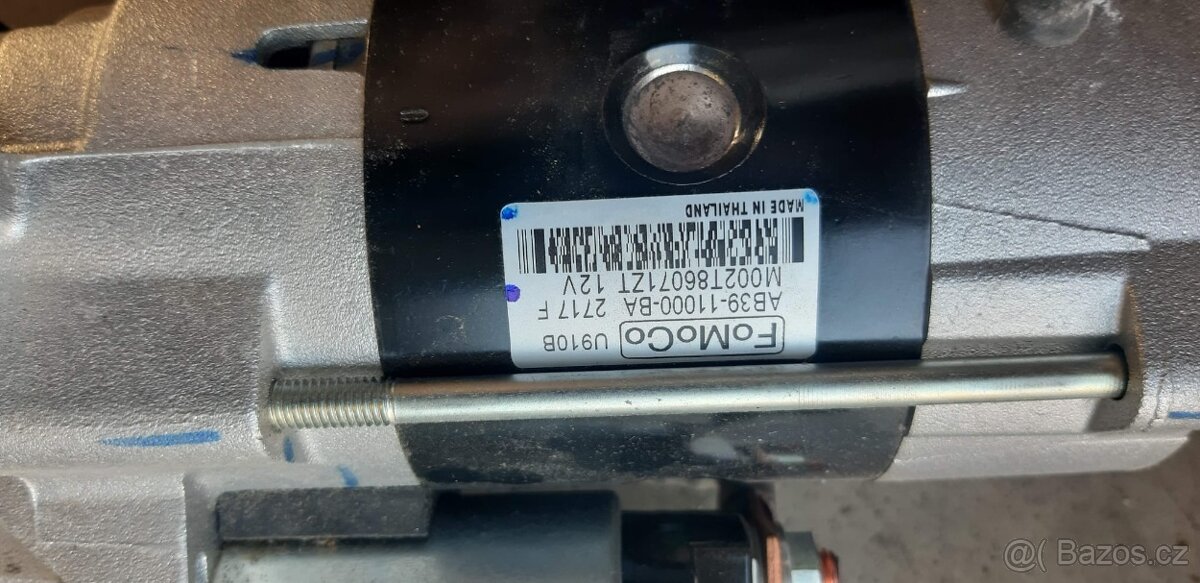 FoMoCo U910B
AB39-11000-BA 2717 F
M002T86071ZT 12V
MADE IN THAILAND
@( Bazos.cz